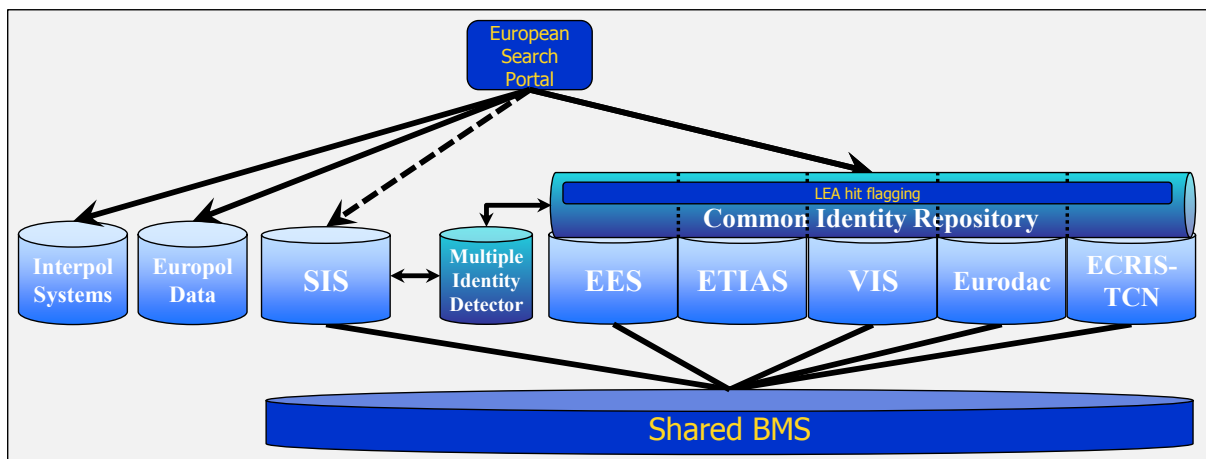 European
Search
Portal
LEA hit flagging
Common Identity Repository
Interpol
Systems
Europol
Data
SIS
Multiple
Identity
Detector
EES
ETIAS
VIS
Eurodac
ECRIS-
TCN
Shared BMS